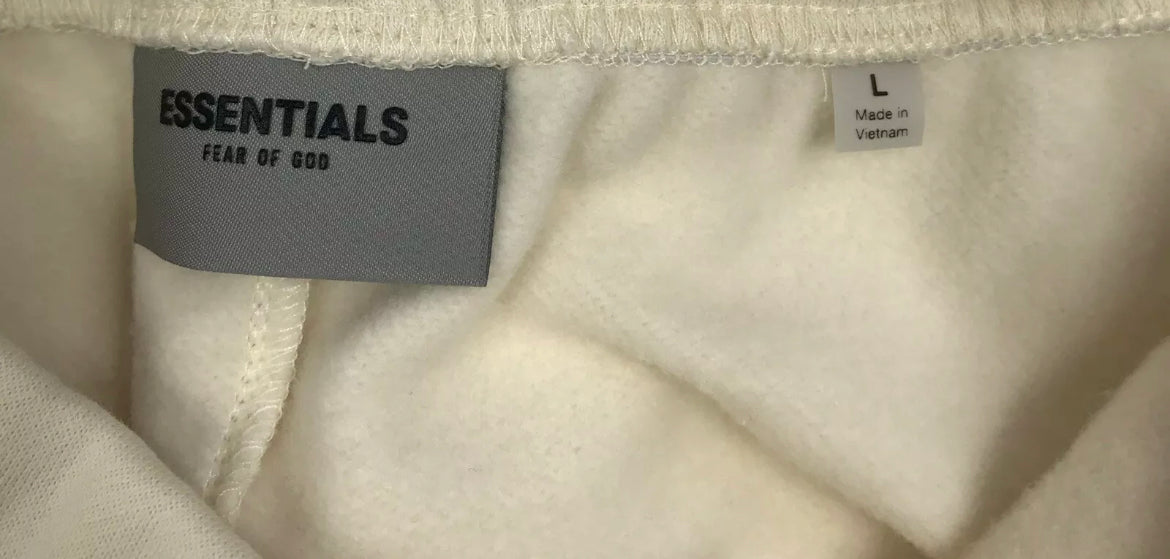 ESSENTIALS
FEAR OF GOD
L
Made in
Vietnam